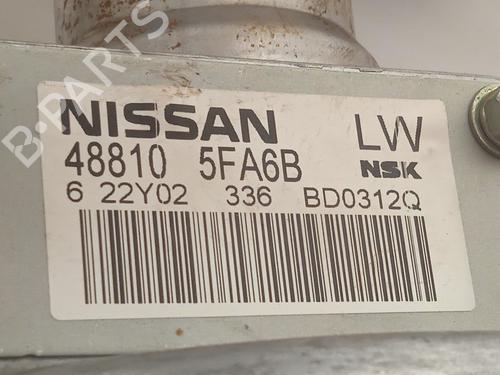 B-PARTS
NISSAN LW
48810 5FA6B NSK
6 22Y02 336 BD0312Q